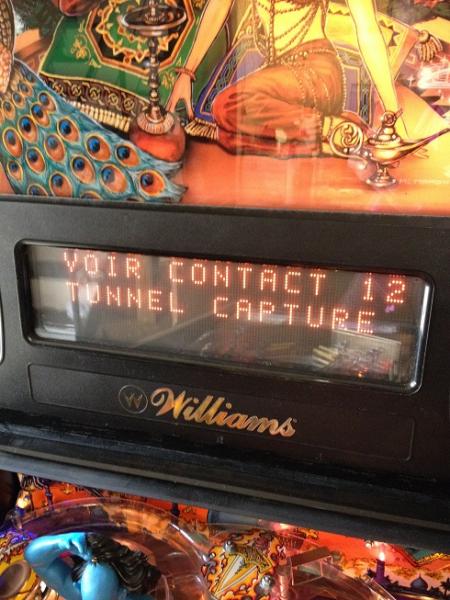 VOIR CONTACT 12
TUNNEL CAPTURE
W Williams